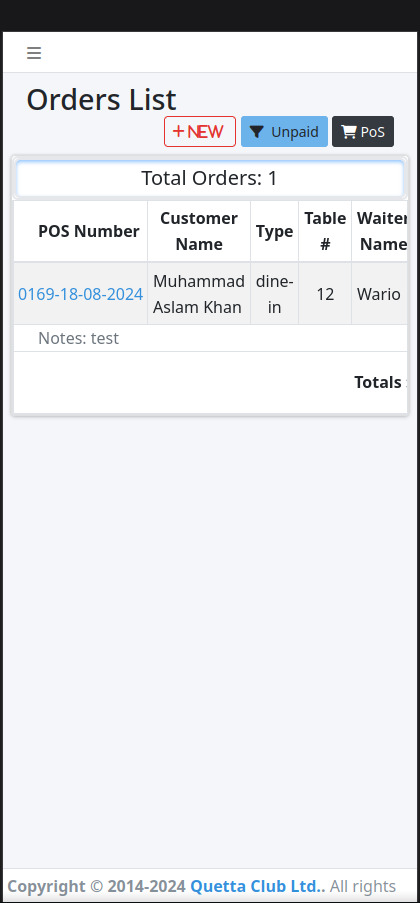 Orders List
+ NEW Unpaid PoS
Total Orders: 1
POS Number Customer Name Type Table # Waiter Name
0169-18-08-2024 Muhammad Aslam Khan dine-in 12 Wario
Notes: test
Totals :
Copyright © 2014-2024 Quetta Club Ltd.. All rights